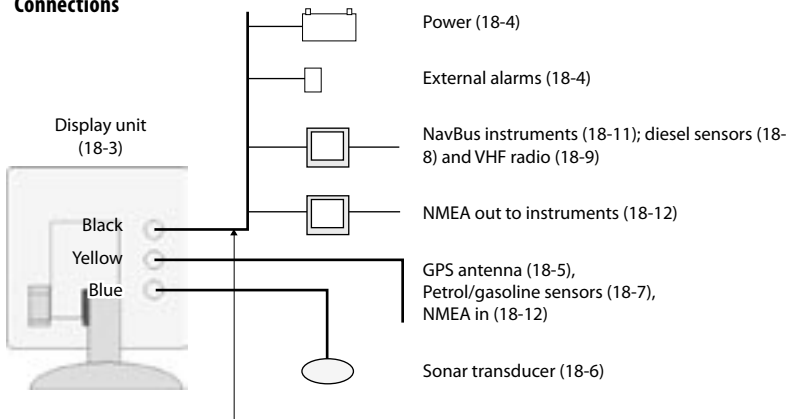 Connections
Power (18-4)
External alarms (18-4)
Display unit
(18-3)
NavBus instruments (18-11); diesel sensors (18-
8) and VHF radio (18-9)
NMEA out to instruments (18-12)
Black
Yellow
Blue
GPS antenna (18-5),
Petrol/gasoline sensors (18-7),
NMEA in (18-12)
Sonar transducer (18-6)